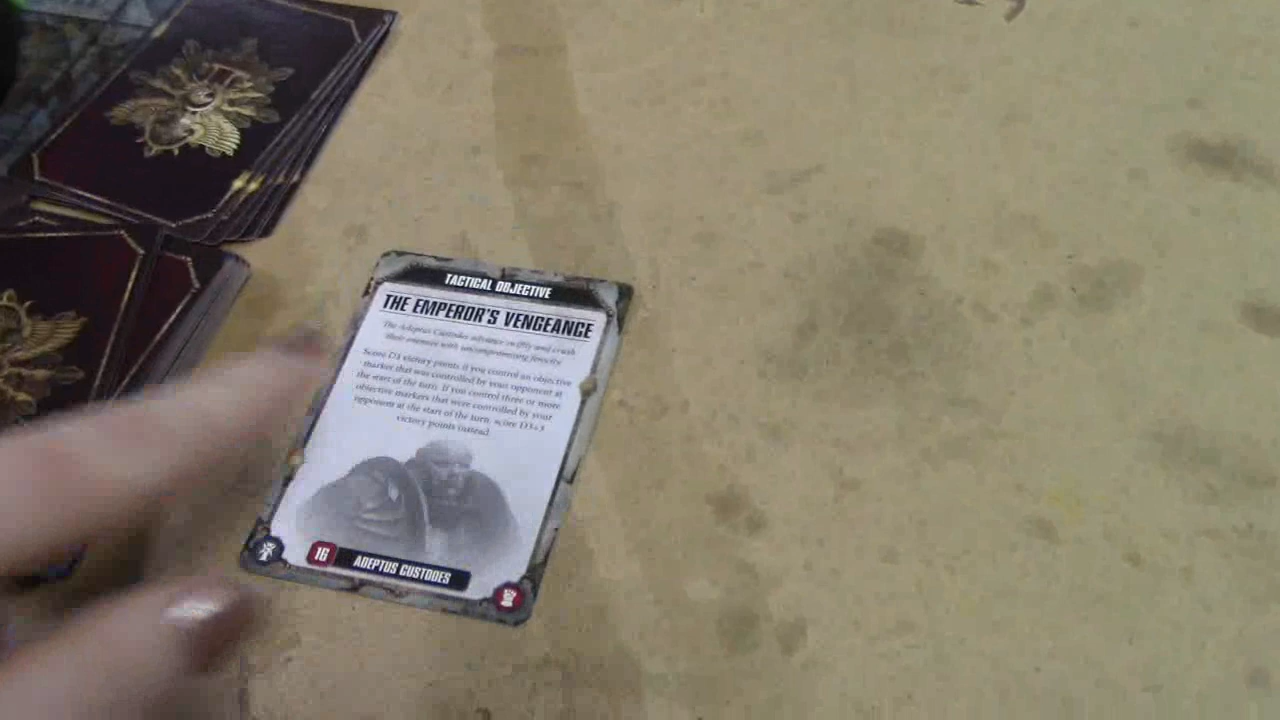 TACTICAL OBJECTIVE
THE EMPEROR'S VENGEANCE
The Adeptus Custodes advance swiftly and crush
their enemies with uncompromising ferocity
Score D3 victory points if you control an objective
marker that was controlled by your opponent at
the start of the turn. If you control three or more
objective markers that were controlled by your
opponent at the start of the turn, score D3+3
victory points instead.
16 ADEPTUS CUSTODES